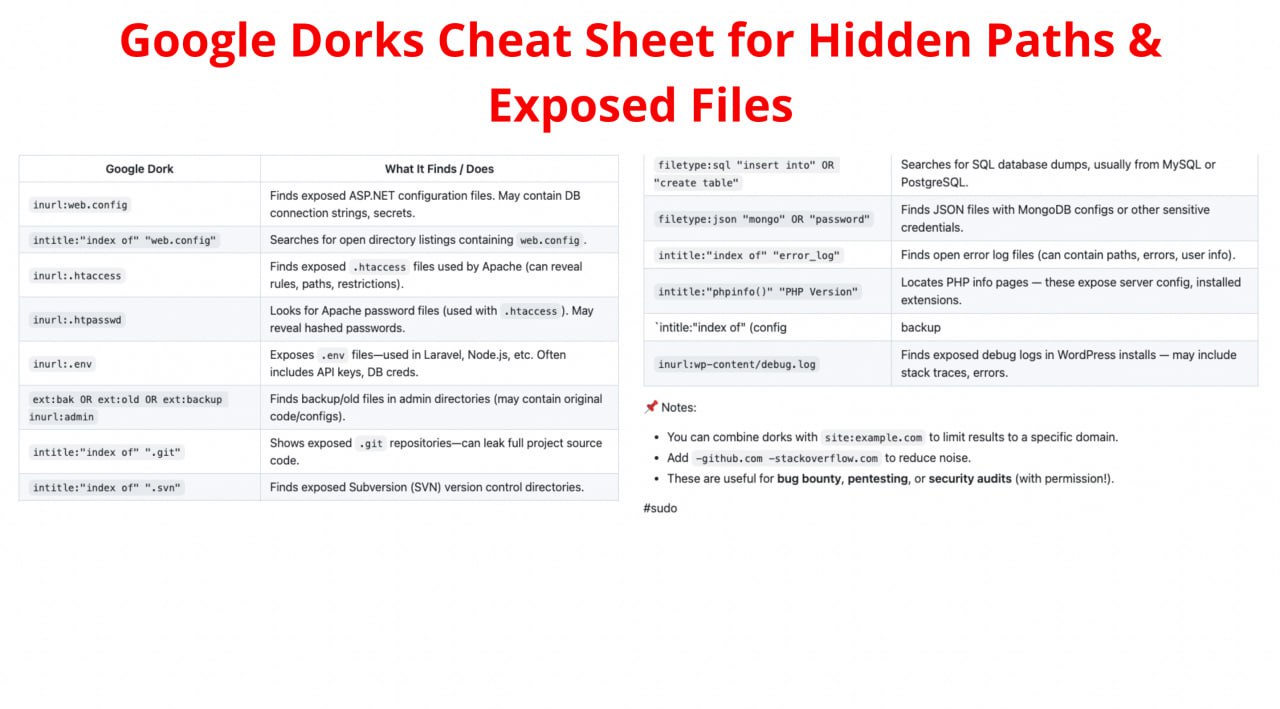 Google Dorks Cheat Sheet for Hidden Paths &
Exposed Files
Google Dork What It Finds / Does
inurl:web.config Finds exposed ASP.NET configuration files. May contain DB
connection strings, secrets.
intitle:"index of" "web.config" Searches for open directory listings containing web.config .
inurl:.htaccess Finds exposed .htaccess files used by Apache (can reveal
rules, paths, restrictions).
inurl:.htpasswd Looks for Apache password files (used with .htaccess ). May
reveal hashed passwords.
inurl:.env Exposes .env files—used in Laravel, Node.js, etc. Often
includes API keys, DB creds.
ext:bak OR ext:old OR ext:backup Finds backup/old files in admin directories (may contain original
inurl:admin code/configs).
intitle:"index of" ".git" Shows exposed .git repositories—can leak full project source
code.
intitle:"index of" ".svn" Finds exposed Subversion (SVN) version control directories.
filetype:sql "insert into" OR Searches for SQL database dumps, usually from MySQL or
"create table" PostgreSQL.
filetype:json "mongo" OR "password" Finds JSON files with MongoDB configs or other sensitive
credentials.
intitle:"index of" "error_log" Finds open error log files (can contain paths, errors, user info).
intitle:"phpinfo()" "PHP Version" Locates PHP info pages — these expose server config, installed
extensions.
`intitle:"index of" (config backup
inurl:wp-content/debug.log Finds exposed debug logs in WordPress installs — may include
stack traces, errors.
📌 Notes:
• You can combine dorks with site:example.com to limit results to a specific domain.
• Add -github.com -stackoverflow.com to reduce noise.
• These are useful for bug bounty, pentesting, or security audits (with permission!).
#sudo